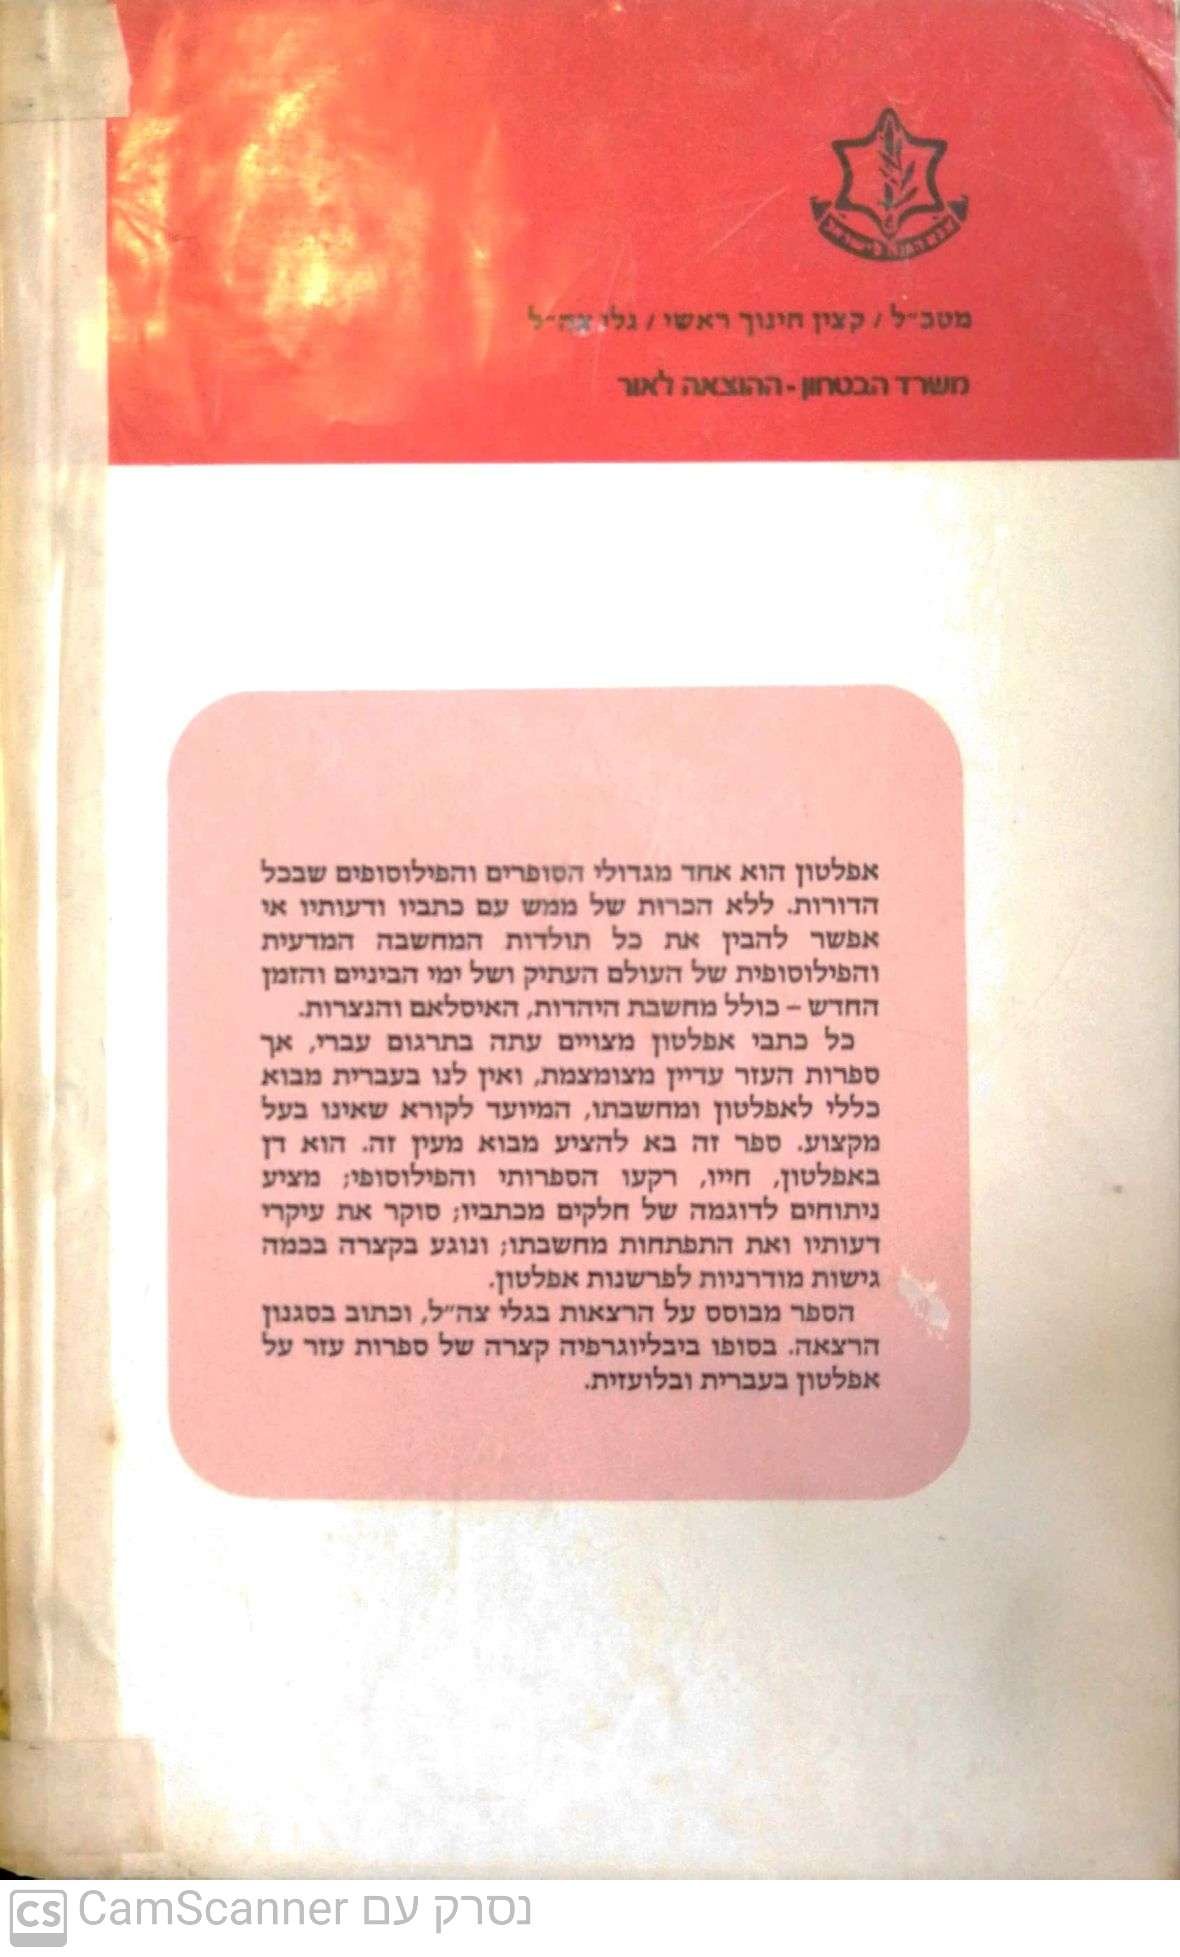 צבא הגנה לישראל
מטכ״ל / קצין חינוך ראשי / גלי צה״ל
משרד הבטחון - ההוצאה לאור
אפלטון הוא אחד מגדולי הסופרים והפילוסופים שבכל
הדורות. ללא הכרות של ממש עם כתביו ודעותיו אי
אפשר להבין את כל תולדות המחשבה המדעית
והפילוסופית של העולם העתיק ושל ימי הביניים והזמן
החדש – כולל מחשבת היהדות, האיסלאם והנצרות.
כל כתבי אפלטון מצויים עתה בתרגום עברי, אך
ספרות העזר עדיין מצומצמת, ואין לנו בעברית מבוא
כללי לאפלטון ומחשבתו, המיועד לקורא שאינו בעל
מקצוע. ספר זה בא להציע מבוא מעין זה. הוא דן
באפלטון, חייו, רקעו הספרותי והפילוסופי; מציע
ניתוחים לדוגמה של חלקים מכתביו; סוקר את עיקרי
דעותיו ואת התפתחות מחשבתו; ונוגע בקצרה בכמה
גישות מודרניות לפרשנות אפלטון.
הספר מבוסס על הרצאות בגלי צה״ל, וכתוב בסגנון
הרצאה. בסופו ביבליוגרפיה קצרה של ספרות עזר על
אפלטון בעברית ובלועזית.
CS נסרק עם CamScanner